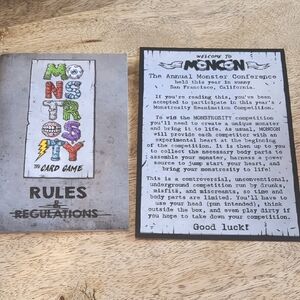 MONSTROSITY
THE CARD GAME
RULES
&
REGULATIONS
WELCOME TO
MONCON
The Annual Monster Conference
held this year in sunny
San Francisco, California.
If you're reading this, you've been
accepted to participate in this year's
Monstrosity Reanimation Competition.
To win the MONSTROSITY competition
you'll need to create a unique monster
and bring it to life. As usual, MONCON
will provide each competitor with an
experimental heart at the beginning
of the competition. It is then up to you
to collect the necessary body parts to
assemble your monster, harness a power
source to jump start your heart, and
bring your monstrosity to life!
This is a controversial, unconventional,
underground competition run by drunks,
misfits, and miscreants, so time and
body parts are limited. You'll have to
use your head (pun intended), think
outside the box, and even play dirty if
you hope to take down your competition.
Good luck!